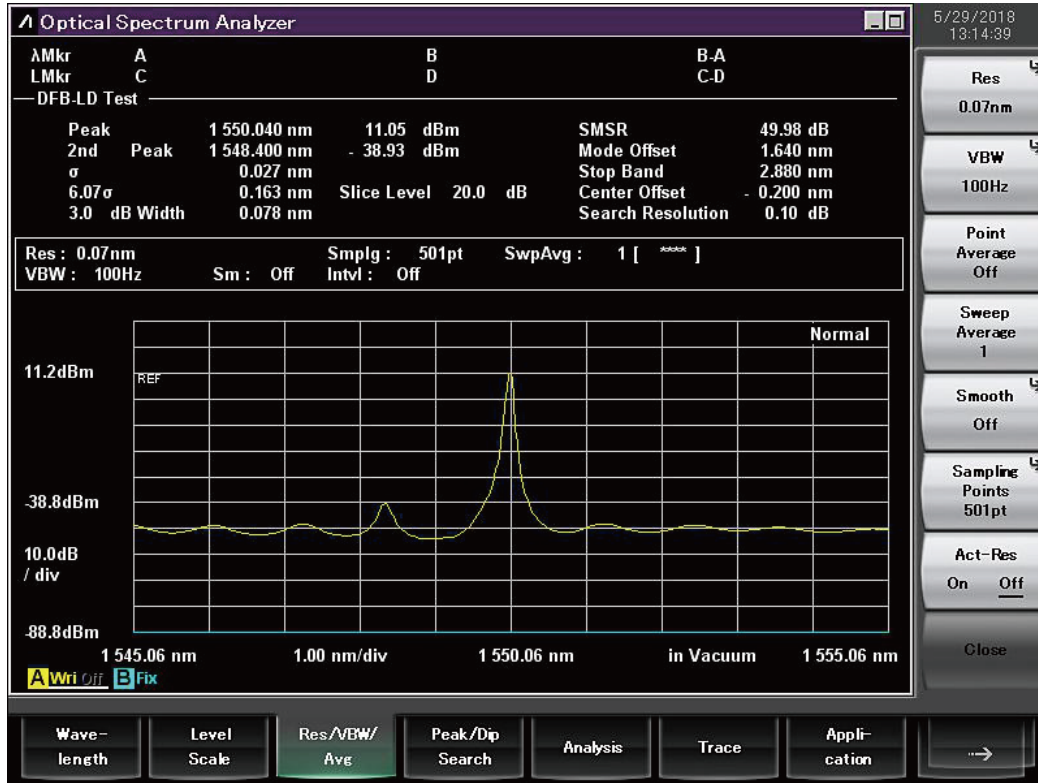 Optical Spectrum Analyzer
5/29/2018
13:14:39
λMkr A B B-A
LMkr C D C-D
DFB-LD Test
Peak 1 550.040 nm 11.05 dBm SMSR 49.98 dB
2nd Peak 1 548.400 nm - 38.93 dBm Mode Offset 1.640 nm
σ 0.027 nm Stop Band 2.880 nm
6.07σ 0.163 nm Slice Level 20.0 dB Center Offset - 0.200 nm
3.0 dB Width 0.078 nm Search Resolution 0.10 dB
Res : 0.07nm Smplg : 501pt SwpAvg : 1 [ **** ]
VBW : 100Hz Sm : Off Intvl : Off
Normal
11.2dBm
REF
-38.8dBm
10.0dB
/ div
-88.8dBm
1 545.06 nm 1.00 nm/div 1 550.06 nm in Vacuum 1 555.06 nm
A Wri Off B Fix
Res
0.07nm
VBW
100Hz
Point
Average
Off
Sweep
Average
1
Smooth
Off
Sampling
Points
501pt
Act-Res
On Off
Close
Wave-
length
Level
Scale
Res/VBW/
Avg
Peak/Dip
Search
Analysis
Trace
Appli-
cation